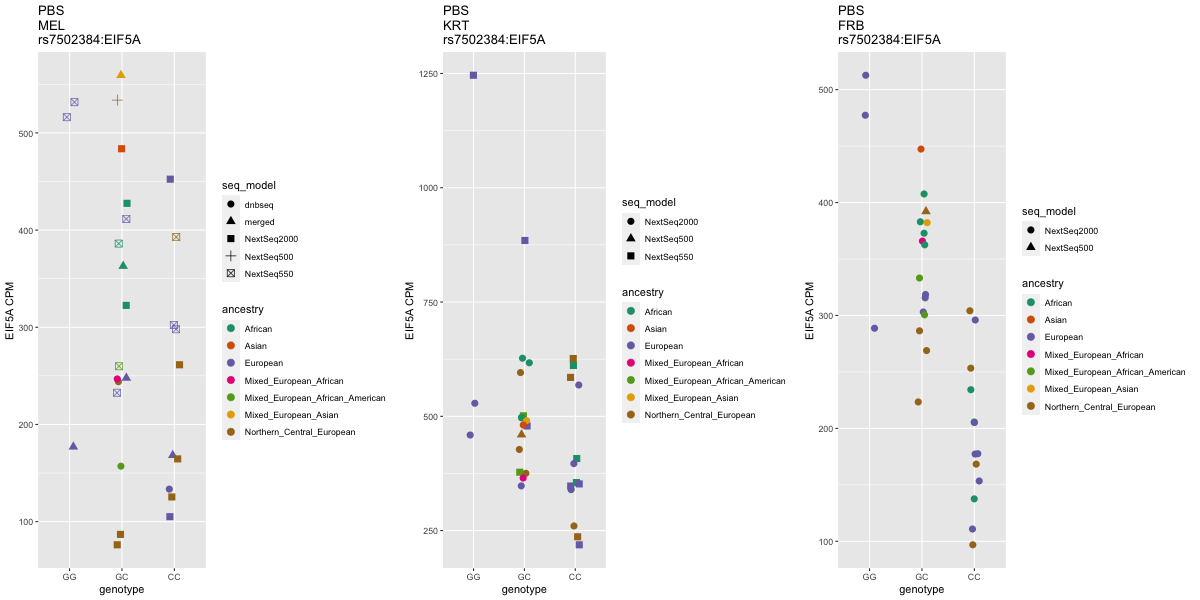 PBS
MEL
rs7502384:EIF5A
EIF5A CPM
500
400
300
200
100
GG
GC
CC
genotype
seq_model
dnbseq
merged
NextSeq2000
NextSeq500
NextSeq550
ancestry
African
Asian
European
Mixed_European_African
Mixed_European_African_American
Mixed_European_Asian
Northern_Central_European
PBS
KRT
rs7502384:EIF5A
EIF5A CPM
1250
1000
750
500
250
GG
GC
CC
genotype
seq_model
NextSeq2000
NextSeq500
NextSeq550
ancestry
African
Asian
European
Mixed_European_African
Mixed_European_African_American
Mixed_European_Asian
Northern_Central_European
PBS
FRB
rs7502384:EIF5A
EIF5A CPM
500
400
300
200
100
GG
GC
CC
genotype
seq_model
NextSeq2000
NextSeq500
ancestry
African
Asian
European
Mixed_European_African
Mixed_European_African_American
Mixed_European_Asian
Northern_Central_European